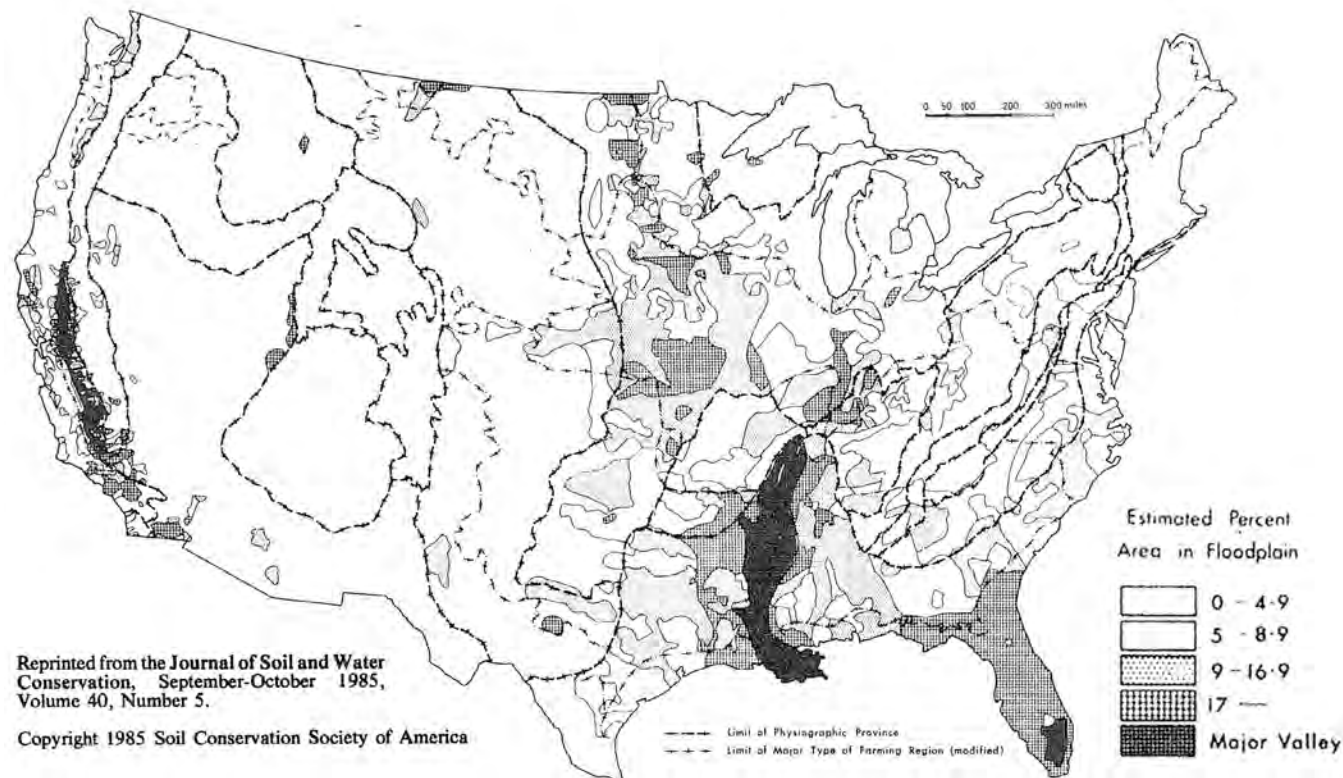 0 50 100 200 300 miles
Estimated Percent
Area in Floodplain
0 - 4·9
5 - 8·9
9 - 16·9
17 —
Major Valley
Reprinted from the Journal of Soil and Water
Conservation, September-October 1985,
Volume 40, Number 5.
Copyright 1985 Soil Conservation Society of America
Limit of Physiographic Province
Limit of Major Type of Farming Region (modified)